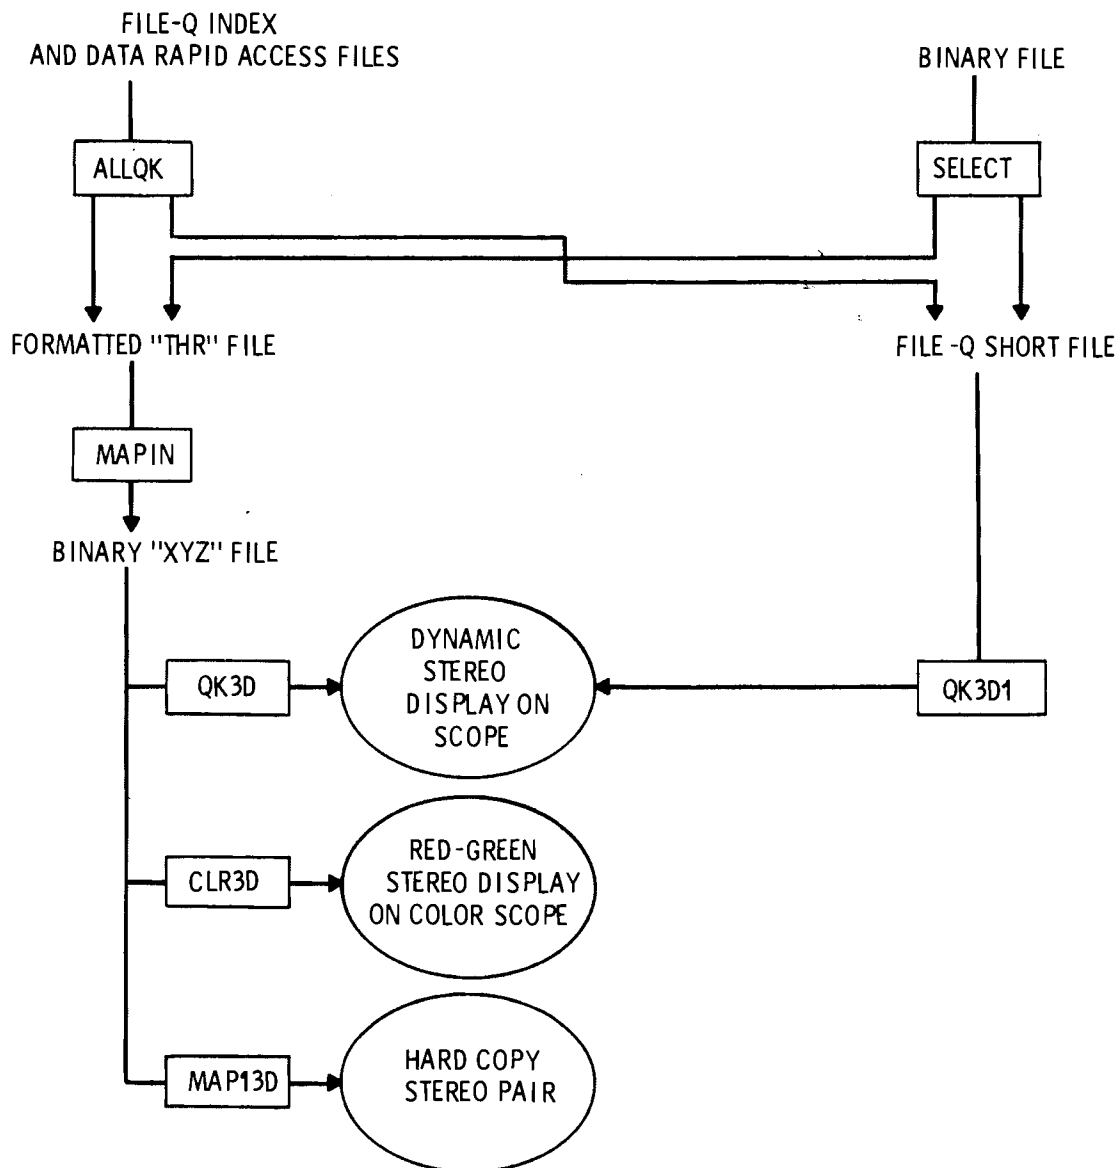 FILE-Q INDEX
AND DATA RAPID ACCESS FILES
BINARY FILE
ALLQK
SELECT
FORMATTED "THR" FILE
FILE-Q SHORT FILE
MAPIN
BINARY "XYZ" FILE
QK3D
DYNAMIC
STEREO
DISPLAY ON
SCOPE
QK3D1
CLR3D
RED-GREEN
STEREO DISPLAY
ON COLOR SCOPE
MAP13D
HARD COPY
STEREO PAIR